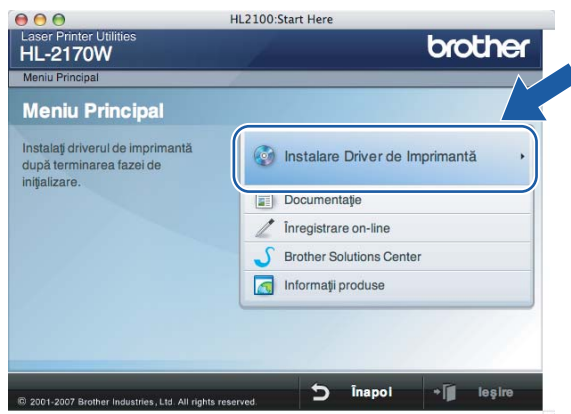 HL2100:Start Here
Laser Printer Utilities
HL-2170W
brother
Meniu Principal
Meniu Principal
Instalaţi driverul de imprimantă
după terminarea fazei de
iniţializare.
Instalare Driver de Imprimantă
Documentaţie
Înregistrare on-line
Brother Solutions Center
Informaţii produse
© 2001-2007 Brother Industries, Ltd. All rights reserved.
Înapoi
Ieşire